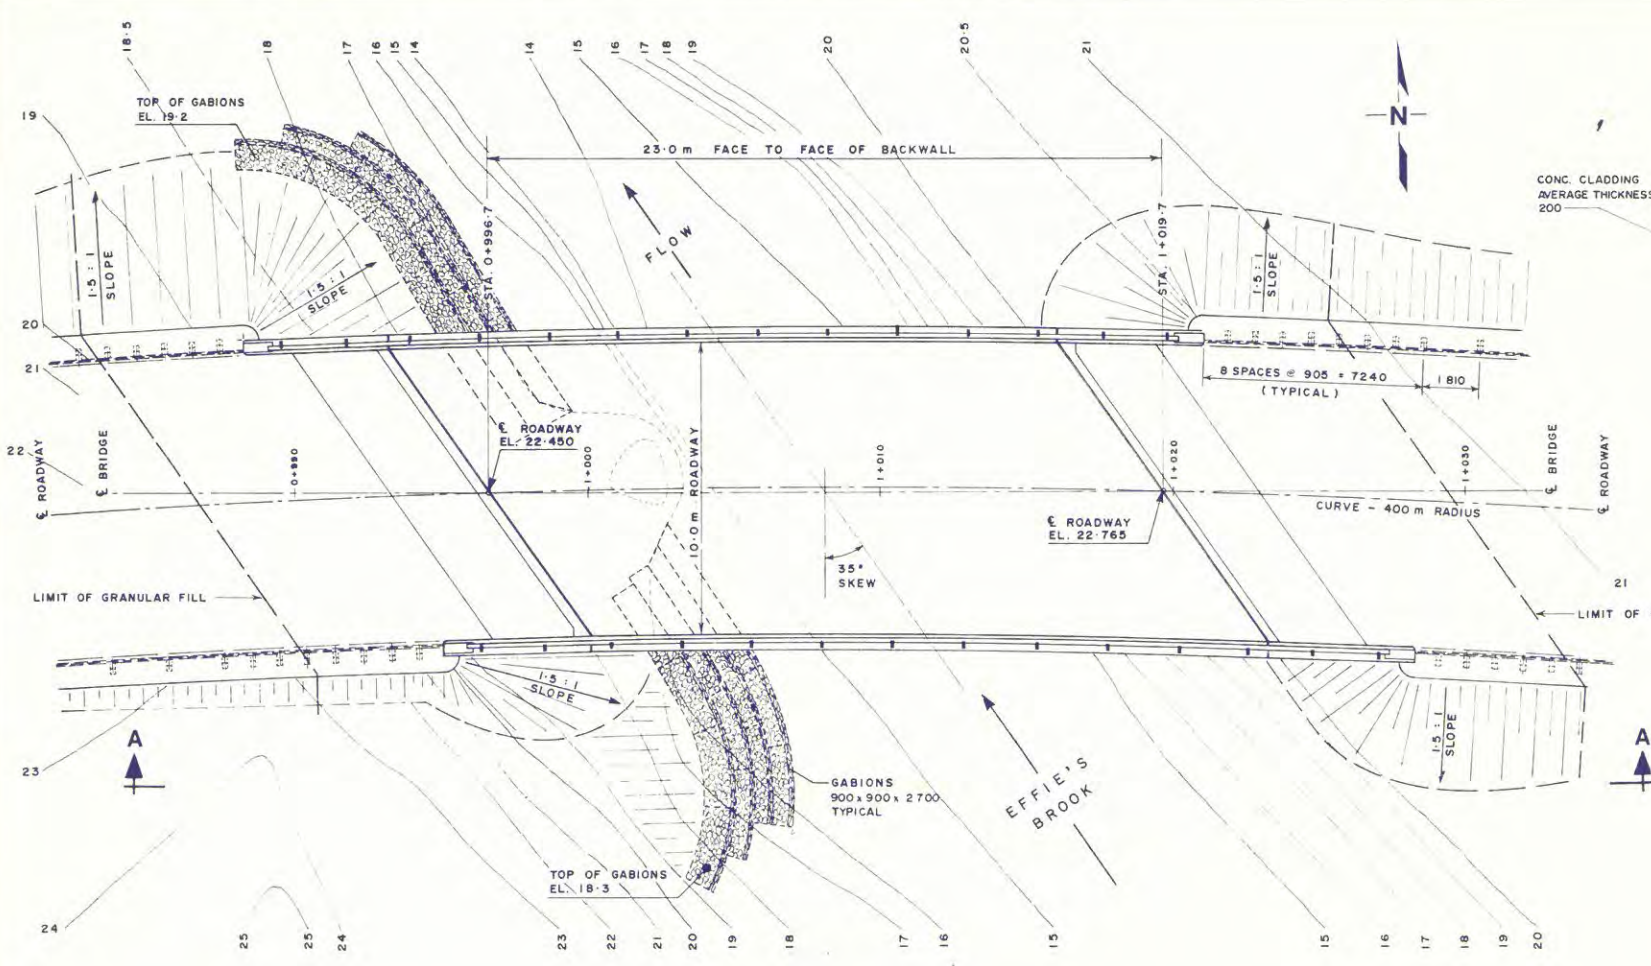 18·5
18
17
16
15
14
14
15
16
17
18
19
20
20·5
21
TOP OF GABIONS
EL. 19·2
19
23·0 m FACE TO FACE OF BACKWALL
N
CONC. CLADDING
AVERAGE THICKNESS
200
FLOW
STA. 0+996·7
STA. 1+019·7
1·5 : 1
SLOPE
1·5 : 1
SLOPE
1·5 : 1
SLOPE
20
21
22
8 SPACES @ 905 = 7240
(TYPICAL)
1 810
℄ ROADWAY
℄ BRIDGE
0+990
℄ ROADWAY
EL. 22·450
1+000
10·0 m ROADWAY
1+010
1+020
1+030
℄ BRIDGE
℄ ROADWAY
CURVE – 400 m RADIUS
℄ ROADWAY
EL. 22·765
35°
SKEW
21
LIMIT OF GRANULAR FILL
LIMIT OF
1·5 : 1
SLOPE
1·5 : 1
SLOPE
A
A
23
GABIONS
900 x 900 x 2 700
TYPICAL
EFFIE'S
BROOK
TOP OF GABIONS
EL. 18·3
24
25
25
24
23
22
21
20
19
18
17
16
15
15
16
17
18
19
20